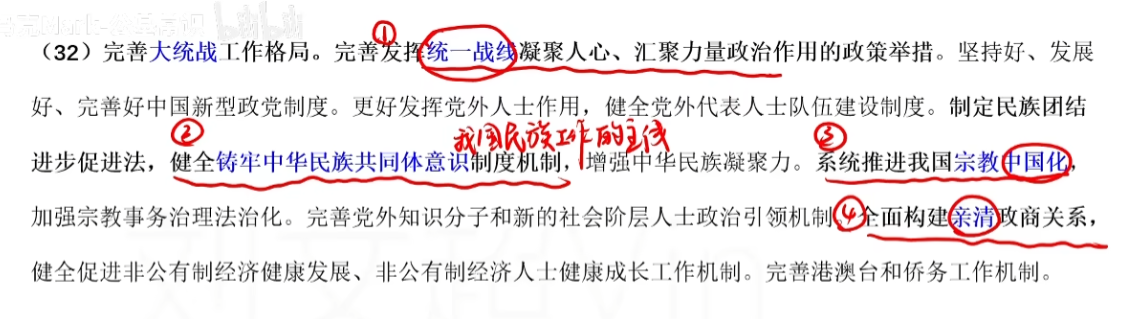 ①
（32）完善大统战工作格局。完善发挥统一战线凝聚人心、汇聚力量政治作用的政策举措。坚持好、发展
好、完善好中国新型政党制度。更好发挥党外人士作用，健全党外代表人士队伍建设制度。制定民族团结
② 我国民族工作的主线 ③
进步促进法，健全铸牢中华民族共同体意识制度机制，增强中华民族凝聚力。系统推进我国宗教中国化，
加强宗教事务治理法治化。完善党外知识分子和新的社会阶层人士政治引领机制。④全面构建亲清政商关系，
健全促进非公有制经济健康发展、非公有制经济人士健康成长工作机制。完善港澳台和侨务工作机制。